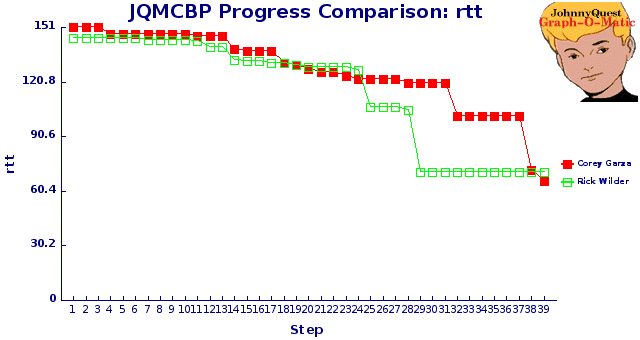 JQMCBP Progress Comparison: rtt
JohnnyQuest
Graph-O-Matic
151
120.8
90.6
60.4
30.2
0
rtt
1 2 3 4 5 6 7 8 9 10 11 12 13 14 15 16 17 18 19 20 21 22 23 24 25 26 27 28 29 30 31 32 33 34 35 36 37 38 39
Step
Corey Garza
Rick Wilder